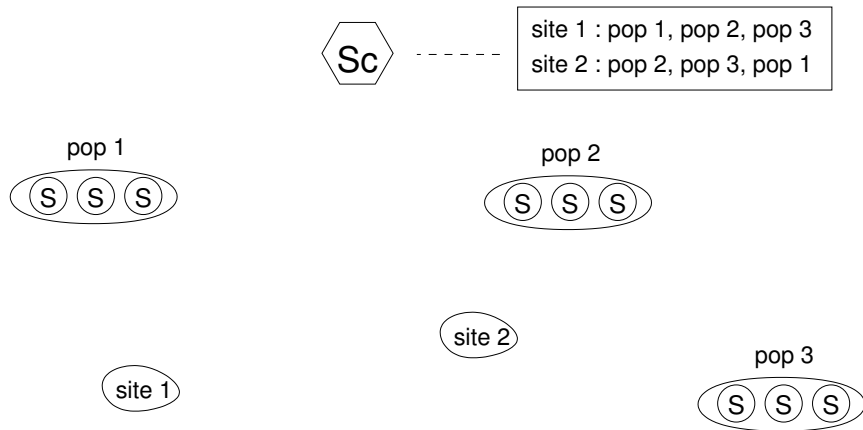 Sc
site 1 : pop 1, pop 2, pop 3
site 2 : pop 2, pop 3, pop 1
pop 1
S S S
pop 2
S S S
site 2
site 1
pop 3
S S S